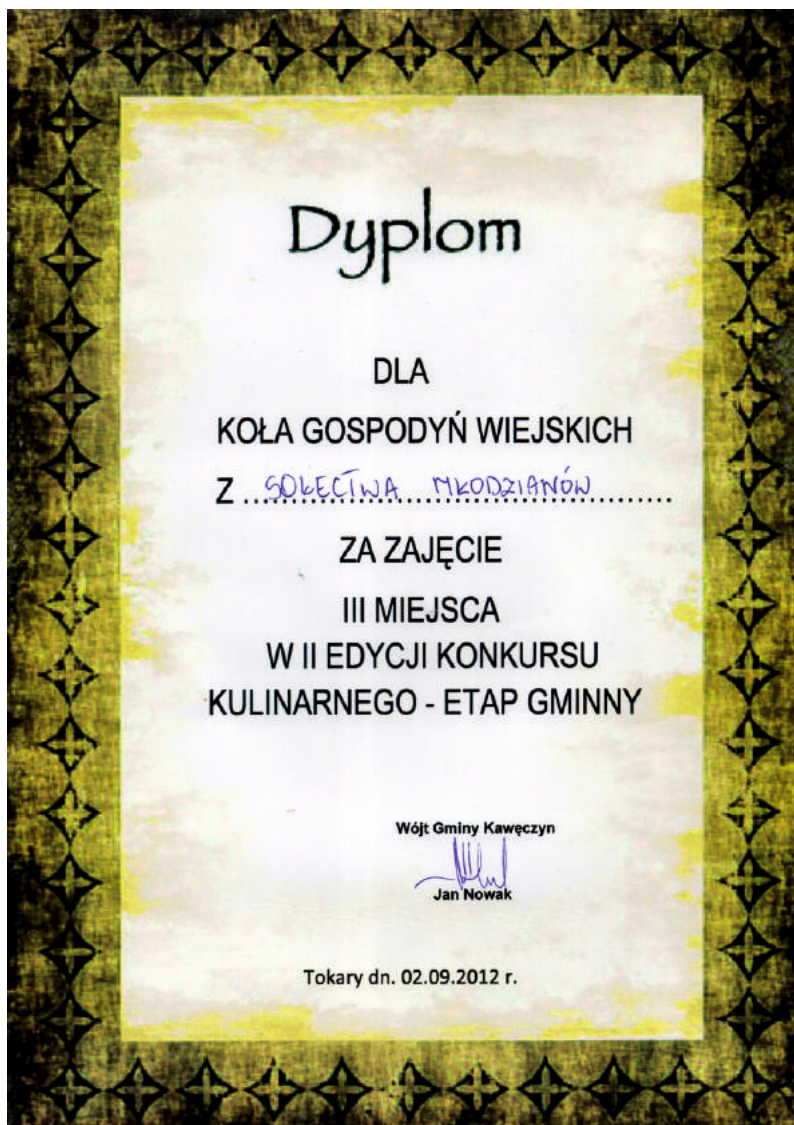 Dyplom
DLA
KOŁA GOSPODYŃ WIEJSKICH
Z ..SOŁECTWA MŁODZIANÓW..........
ZA ZAJĘCIE
III MIEJSCA
W II EDYCJI KONKURSU
KULINARNEGO - ETAP GMINNY
Wójt Gminy Kawęczyn
Jan Nowak
Tokary dn. 02.09.2012 r.